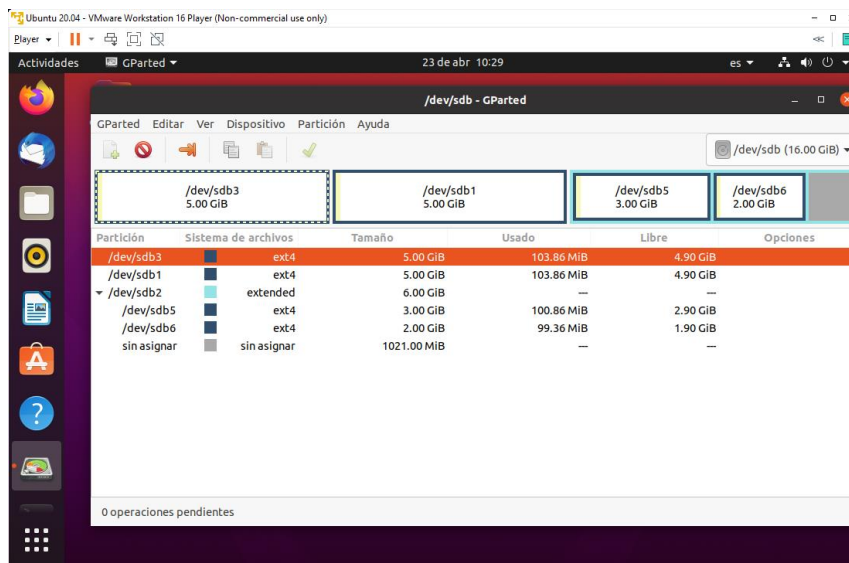 Ubuntu 20.04 - VMware Workstation 16 Player (Non-commercial use only)
Player
Actividades GParted 23 de abr 10:29 es
/dev/sdb - GParted
GParted Editar Ver Dispositivo Partición Ayuda
/dev/sdb (16.00 GiB)
/dev/sdb3 /dev/sdb1 /dev/sdb5 /dev/sdb6
5.00 GiB 5.00 GiB 3.00 GiB 2.00 GiB
Partición Sistema de archivos Tamaño Usado Libre Opciones
/dev/sdb3 ext4 5.00 GiB 103.86 MiB 4.90 GiB
/dev/sdb1 ext4 5.00 GiB 103.86 MiB 4.90 GiB
/dev/sdb2 extended 6.00 GiB --- ---
/dev/sdb5 ext4 3.00 GiB 100.86 MiB 2.90 GiB
/dev/sdb6 ext4 2.00 GiB 99.36 MiB 1.90 GiB
sin asignar sin asignar 1021.00 MiB --- ---
0 operaciones pendientes